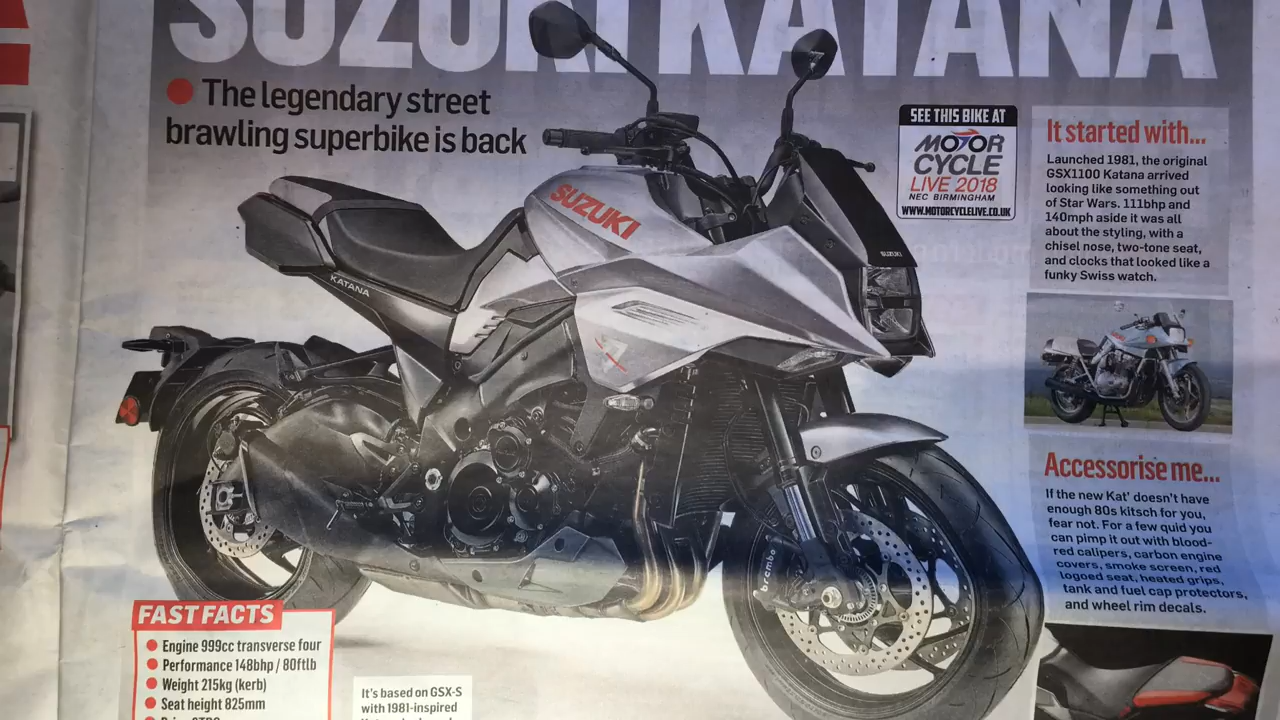 SUZUKI KATANA
The legendary street
brawling superbike is back
SEE THIS BIKE AT
MOTOR
CYCLE
LIVE 2018
NEC BIRMINGHAM
WWW.MOTORCYCLELIVE.CO.UK
It started with...
Launched 1981, the original
GSX1100 Katana arrived
looking like something out
of Star Wars. 111bhp and
140mph aside it was all
about the styling, with a
chisel nose, two-tone seat,
and clocks that looked like a
funky Swiss watch.
SUZUKI
SUZUKI
KATANA
brembo
Accessorise me...
If the new Kat' doesn't have
enough 80s kitsch for you,
fear not. For a few quid you
can pimp it out with blood-
red calipers, carbon engine
covers, smoke screen, red
logoed seat, heated grips,
tank and fuel cap protectors,
and wheel rim decals.
FAST FACTS
Engine 999cc transverse four
Performance 148bhp / 80ftlb
Weight 215kg (kerb)
Seat height 825mm
It's based on GSX-S
with 1981-inspired